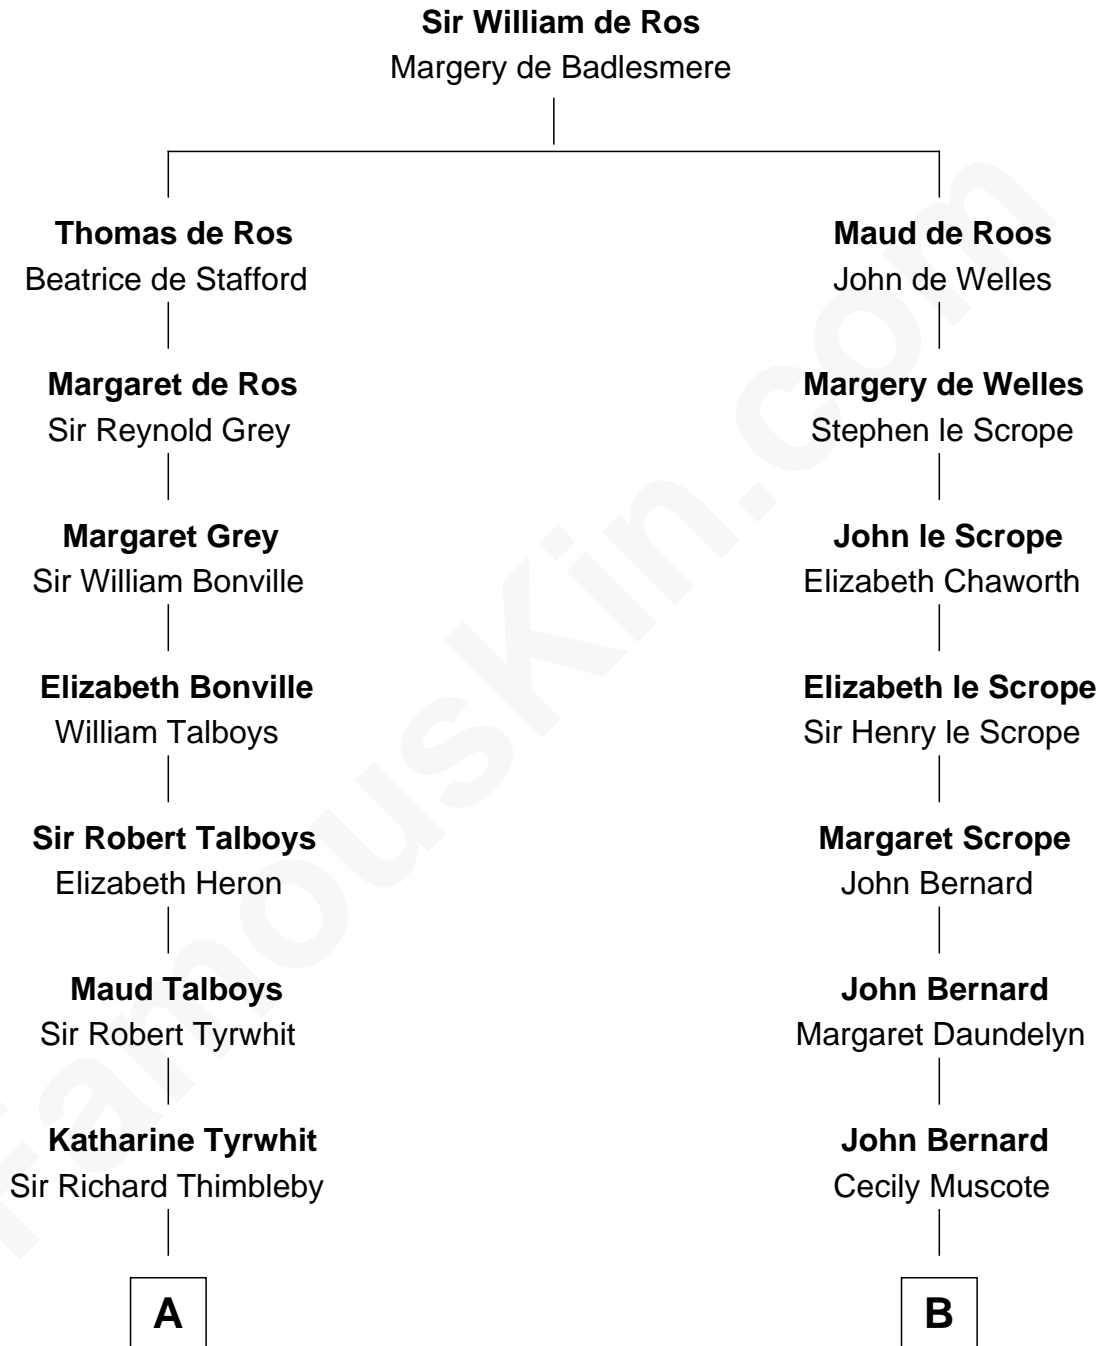 Sir William de Ros
Margery de Badlesmere
Thomas de Ros
Beatrice de Stafford
Maud de Roos
John de Welles
Margaret de Ros
Sir Reynold Grey
Margery de Welles
Stephen le Scrope
Margaret Grey
Sir William Bonville
John le Scrope
Elizabeth Chaworth
Elizabeth Bonville
William Talboys
Elizabeth le Scrope
Sir Henry le Scrope
Sir Robert Talboys
Elizabeth Heron
Margaret Scrope
John Bernard
Maud Talboys
Sir Robert Tyrwhit
John Bernard
Margaret Daundelyn
Katharine Tyrwhit
Sir Richard Thimbleby
John Bernard
Cecily Muscote
A
B
FamousKin.com